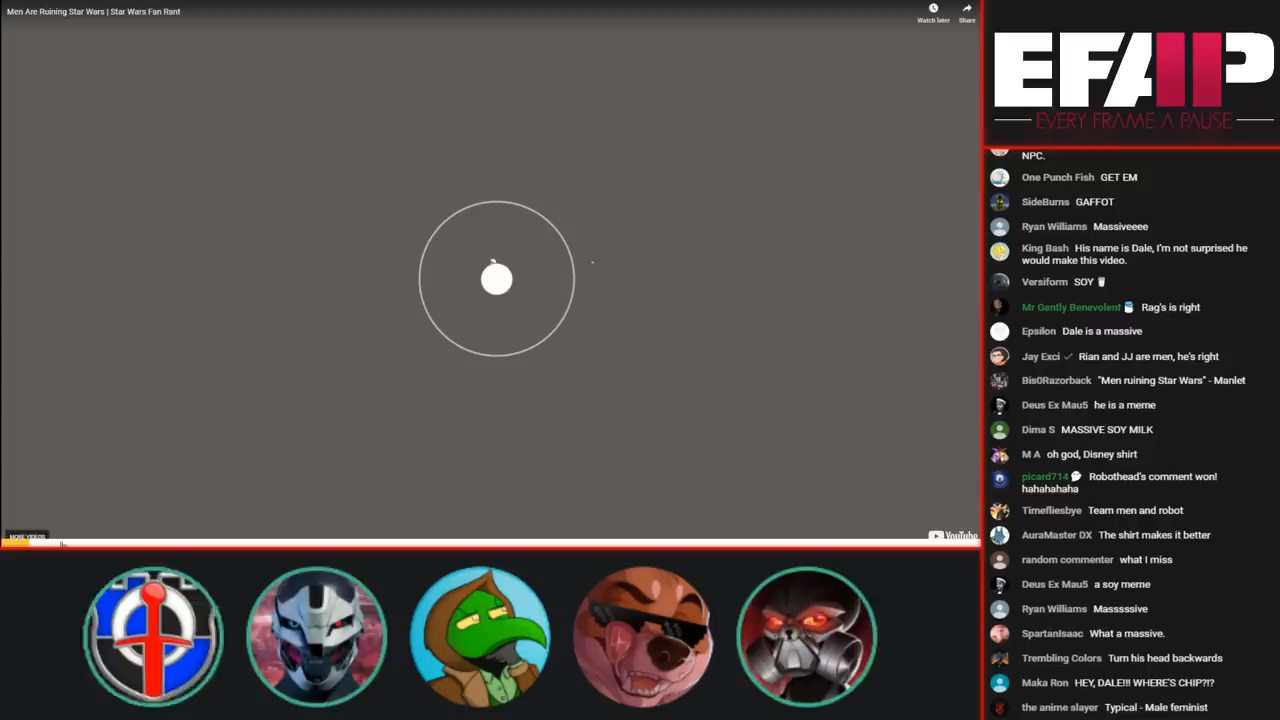 Men Are Ruining Star Wars | Star Wars Fan Rant
Watch later
Share
MORE VIDEOS
YouTube
EFAP
EVERY FRAME A PAUSE
NPC.
One Punch Fish GET EM
SideBurns GAFFOT
Ryan Williams Massiveeee
King Bash His name is Dale, I'm not surprised he
would make this video.
Versiform SOY
Mr Gently Benevolent Rag's is right
Epsilon Dale is a massive
Jay Exci Rian and JJ are men, he's right
Bis0Razorback "Men ruining Star Wars" - Manlet
Deus Ex Mau5 he is a meme
Dima S MASSIVE SOY MILK
M A oh god, Disney shirt
picard714 Robothead's comment won!
hahahahaha
Timefliesbye Team men and robot
AuraMaster DX The shirt makes it better
random commenter what I miss
Deus Ex Mau5 a soy meme
Ryan Williams Masssssive
SpartanIsaac What a massive.
Trembling Colors Turn his head backwards
Maka Ron HEY, DALE!!! WHERE'S CHIP?!?
the anime slayer Typical - Male feminist